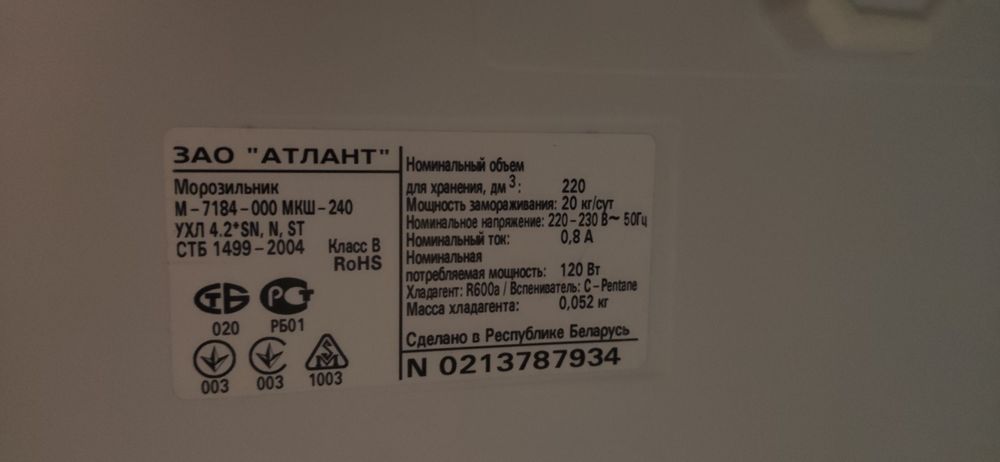 ЗАО "АТЛАНТ"
Морозильник
М-7184-000 МКШ-240
УХЛ 4.2*SN, N, ST
СТБ 1499-2004 Класс В
RoHS
СТБ РСТ
020 РБ01
003 003 1003
Номинальный объем
для хранения, дм³: 220
Мощность замораживания: 20 кг/сут
Номинальное напряжение: 220-230 В~ 50Гц
Номинальный ток: 0,8 А
Номинальная
потребляемая мощность: 120 Вт
Хладагент: R600a / Вспениватель: C-Pentane
Масса хладагента: 0,052 кг
Сделано в Республике Беларусь
N 0213787934